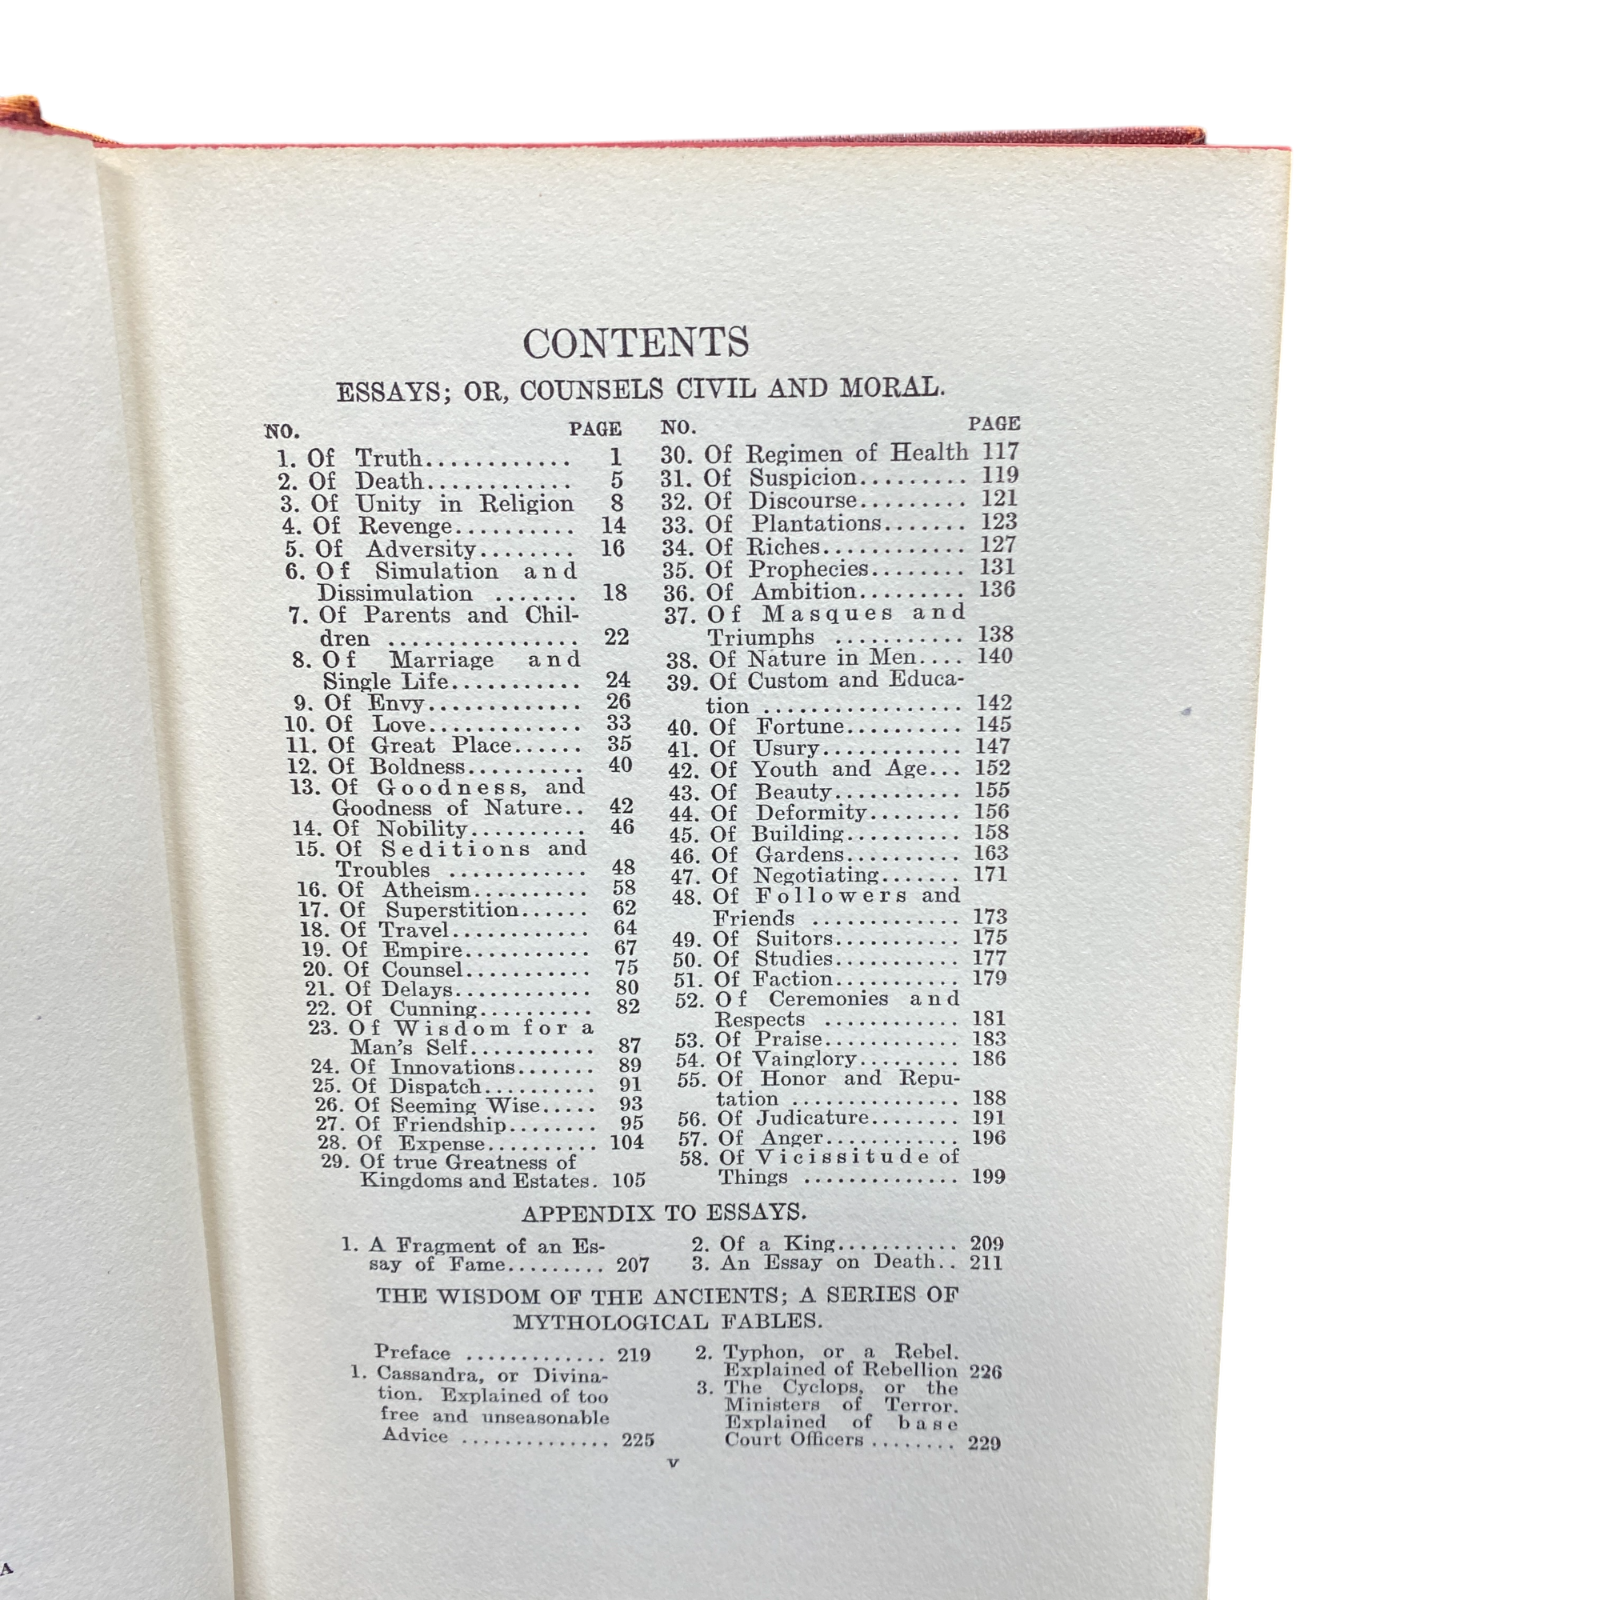 CONTENTS
ESSAYS; OR, COUNSELS CIVIL AND MORAL.
NO. PAGE
1. Of Truth............ 1
2. Of Death............ 5
3. Of Unity in Religion 8
4. Of Revenge.......... 14
5. Of Adversity........ 16
6. Of Simulation and
Dissimulation ....... 18
7. Of Parents and Chil-
dren ................ 22
8. Of Marriage and
Single Life........... 24
9. Of Envy............. 26
10. Of Love............. 33
11. Of Great Place...... 35
12. Of Boldness.......... 40
13. Of Goodness, and
Goodness of Nature.. 42
14. Of Nobility.......... 46
15. Of Seditions and
Troubles ............ 48
16. Of Atheism.......... 58
17. Of Superstition...... 62
18. Of Travel............ 64
19. Of Empire........... 67
20. Of Counsel........... 75
21. Of Delays............ 80
22. Of Cunning.......... 82
23. Of Wisdom for a
Man's Self........... 87
24. Of Innovations....... 89
25. Of Dispatch.......... 91
26. Of Seeming Wise..... 93
27. Of Friendship........ 95
28. Of Expense.......... 104
29. Of true Greatness of
Kingdoms and Estates. 105
NO. PAGE
30. Of Regimen of Health 117
31. Of Suspicion......... 119
32. Of Discourse......... 121
33. Of Plantations....... 123
34. Of Riches............ 127
35. Of Prophecies........ 131
36. Of Ambition......... 136
37. Of Masques and
Triumphs ........... 138
38. Of Nature in Men.... 140
39. Of Custom and Educa-
tion ................. 142
40. Of Fortune.......... 145
41. Of Usury............ 147
42. Of Youth and Age... 152
43. Of Beauty........... 155
44. Of Deformity........ 156
45. Of Building.......... 158
46. Of Gardens.......... 163
47. Of Negotiating....... 171
48. Of Followers and
Friends ............. 173
49. Of Suitors........... 175
50. Of Studies........... 177
51. Of Faction........... 179
52. Of Ceremonies and
Respects ............ 181
53. Of Praise............ 183
54. Of Vainglory......... 186
55. Of Honor and Repu-
tation ............... 188
56. Of Judicature........ 191
57. Of Anger............ 196
58. Of Vicissitude of
Things .............. 199
APPENDIX TO ESSAYS.
1. A Fragment of an Es-
say of Fame......... 207
2. Of a King........... 209
3. An Essay on Death.. 211
THE WISDOM OF THE ANCIENTS; A SERIES OF
MYTHOLOGICAL FABLES.
Preface ............. 219
1. Cassandra, or Divina-
tion. Explained of too
free and unseasonable
Advice .............. 225
2. Typhon, or a Rebel.
Explained of Rebellion 226
3. The Cyclops, or the
Ministers of Terror.
Explained of base
Court Officers ........ 229
v
A